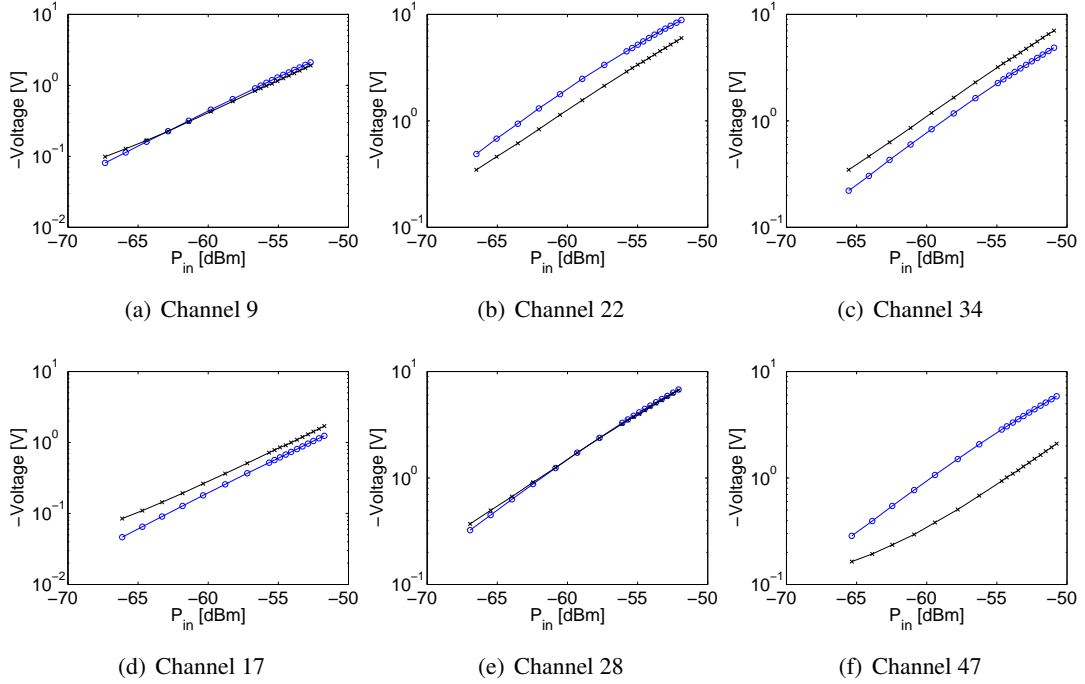 10^1
10^0
10^-1
10^-2
−Voltage [V]
−70 −65 −60 −55 −50
P_in [dBm]
(a) Channel 9
10^1
10^0
10^-1
−Voltage [V]
−70 −65 −60 −55 −50
P_in [dBm]
(b) Channel 22
10^1
10^0
10^-1
−Voltage [V]
−70 −65 −60 −55 −50
P_in [dBm]
(c) Channel 34
10^1
10^0
10^-1
10^-2
−Voltage [V]
−70 −65 −60 −55 −50
P_in [dBm]
(d) Channel 17
10^1
10^0
10^-1
−Voltage [V]
−70 −65 −60 −55 −50
P_in [dBm]
(e) Channel 28
10^1
10^0
10^-1
−Voltage [V]
−70 −65 −60 −55 −50
P_in [dBm]
(f) Channel 47